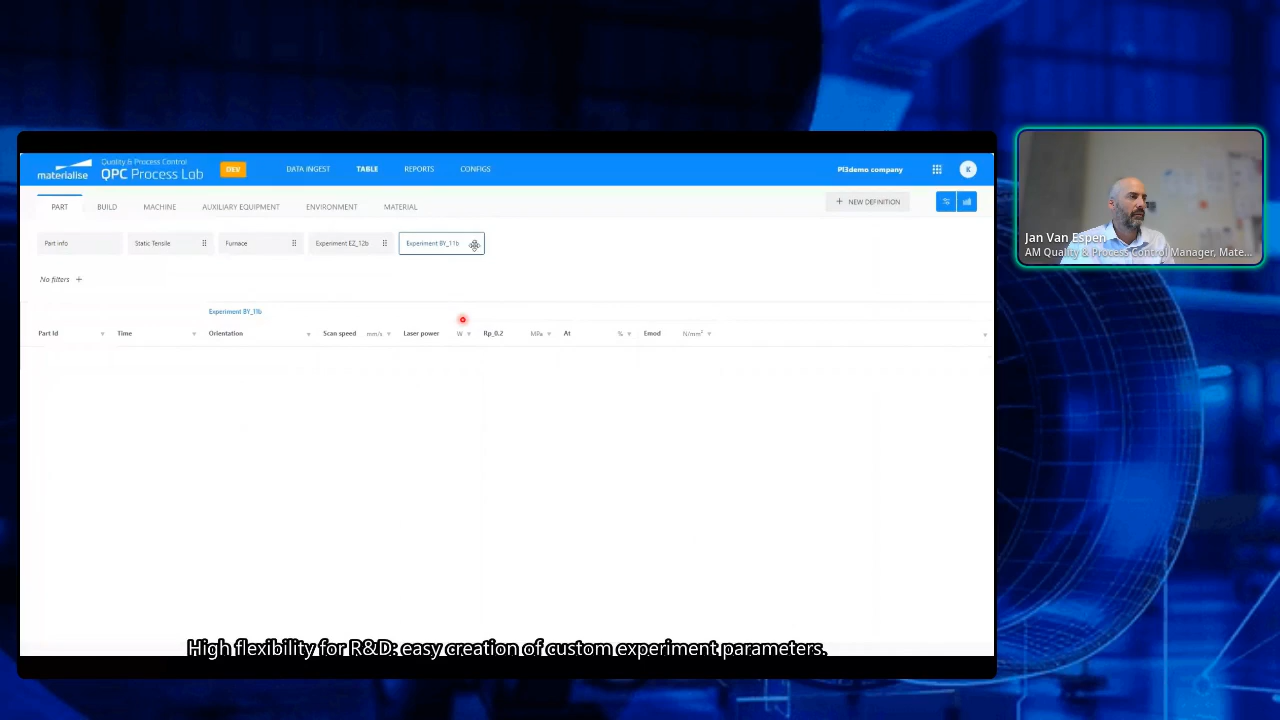 materialise
Quality & Process Control
QPC Process Lab
DEV
DATA INGEST
TABLE
REPORTS
CONFIGS
Pl3demo company
K
PART
BUILD
MACHINE
AUXILIARY EQUIPMENT
ENVIRONMENT
MATERIAL
+ NEW DEFINITION
Part info
Static Tensile
Furnace
Experiment EZ_12b
Experiment BY_11b
No filters +
Experiment BY_11b
Part Id
Time
Orientation
Scan speed mm/s
Laser power W
Rp_0.2 MPa
At %
Emod N/mm²
High flexibility for R&D: easy creation of custom experiment parameters.
Jan Van Espen
AM Quality & Process Control Manager, Mate...